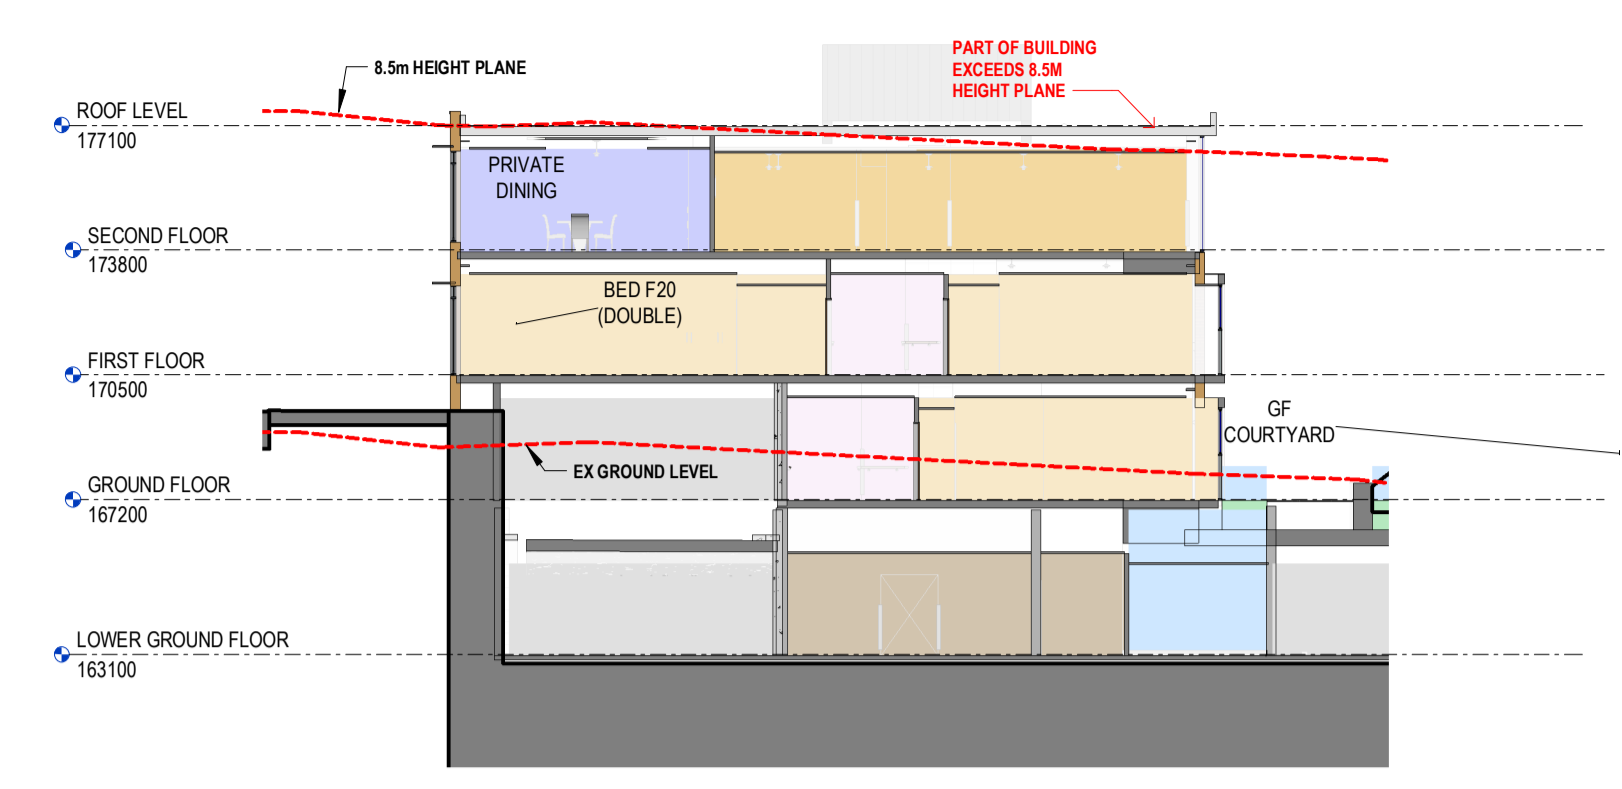 8.5m HEIGHT PLANE
PART OF BUILDING
EXCEEDS 8.5M
HEIGHT PLANE
ROOF LEVEL
177100
PRIVATE
DINING
SECOND FLOOR
173800
BED F20
(DOUBLE)
FIRST FLOOR
170500
GF
COURTYARD
EX GROUND LEVEL
GROUND FLOOR
167200
LOWER GROUND FLOOR
163100